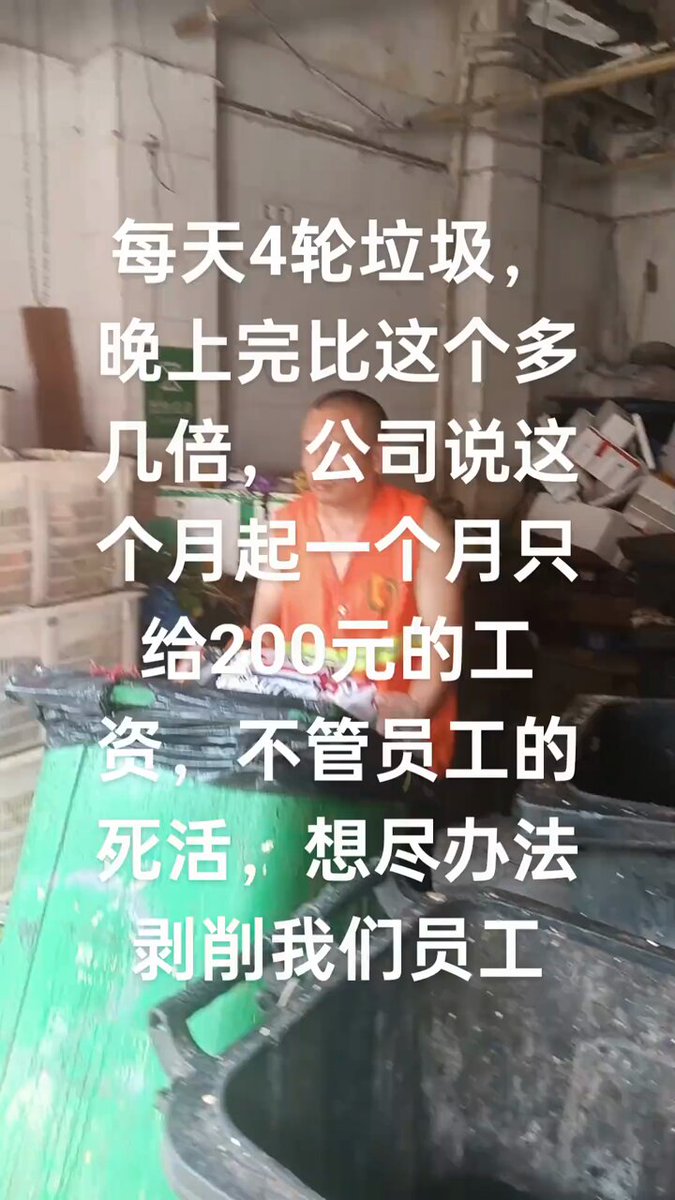 每天4轮垃圾，
晚上完比这个多
几倍，公司说这
个月起一个月只
给200元的工
资，不管员工的
死活，想尽办法
剥削我们员工